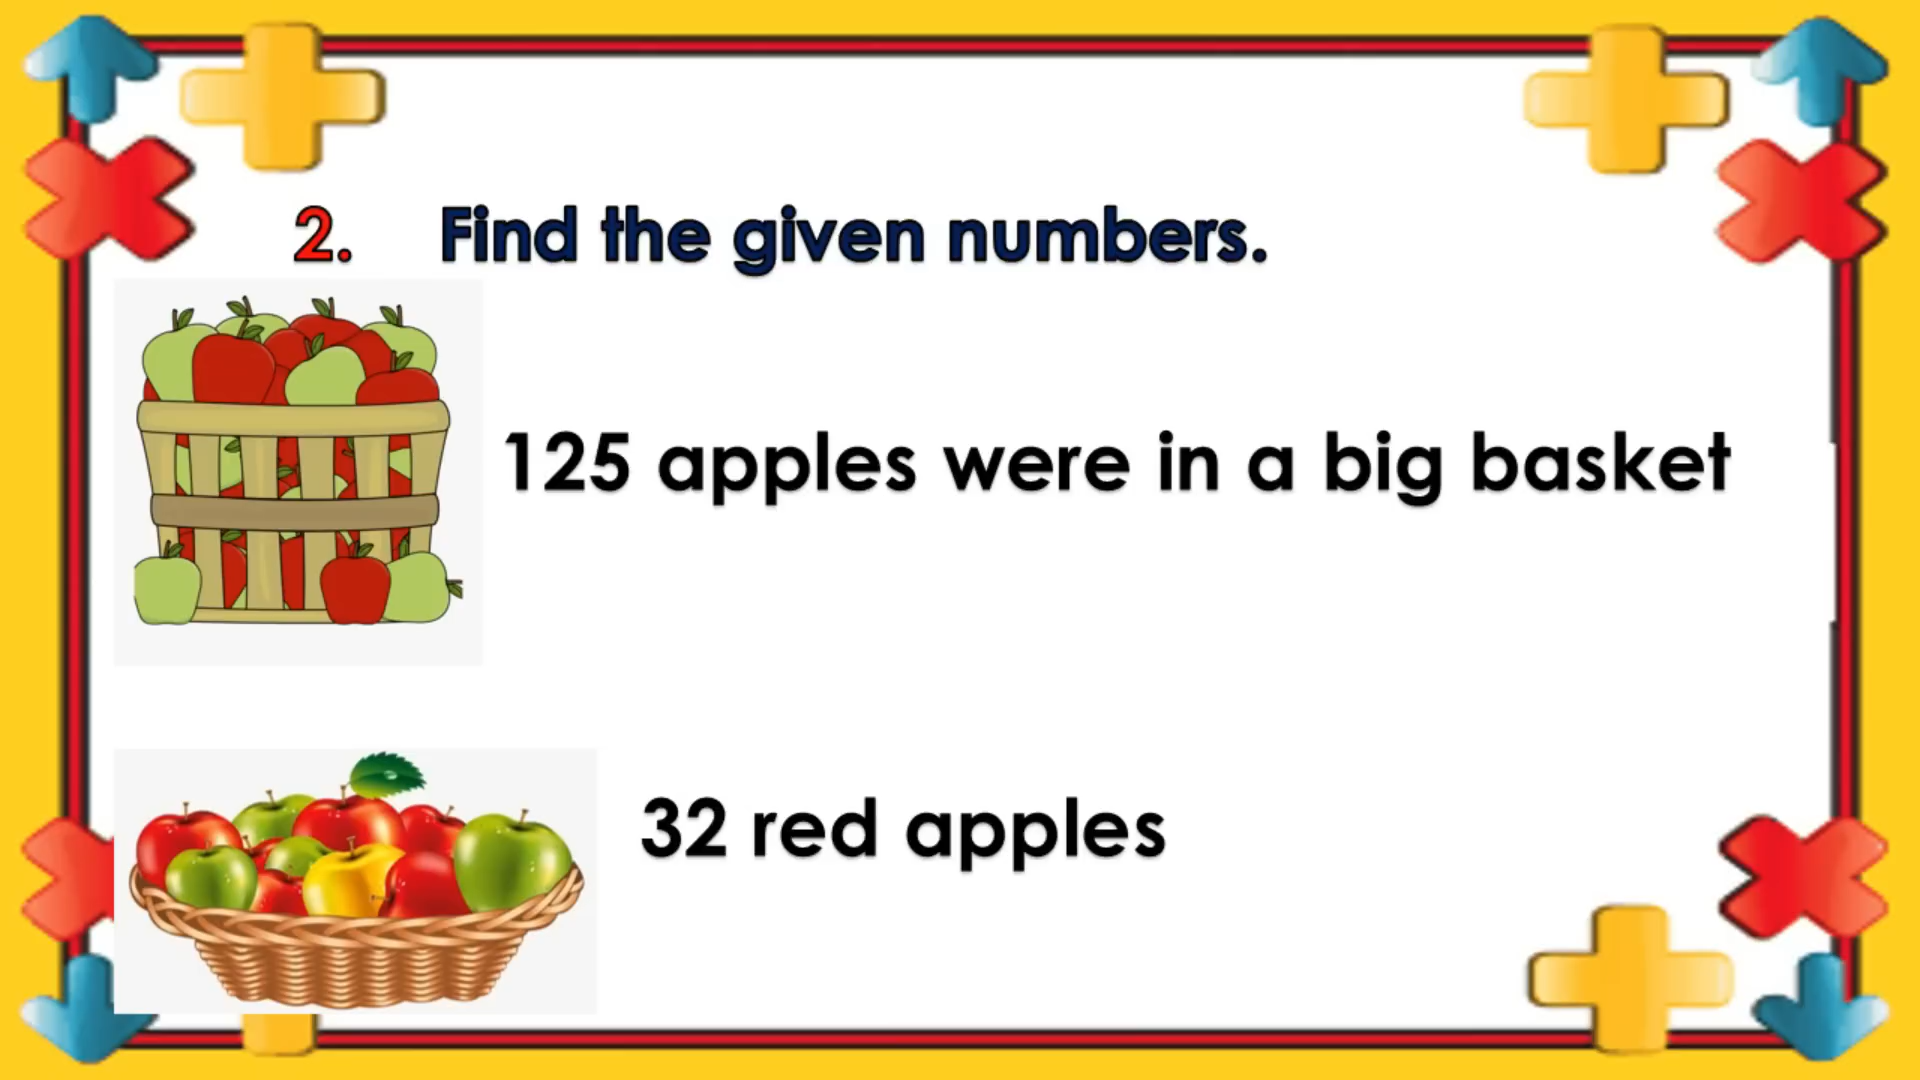 2. Find the given numbers.
125 apples were in a big basket
32 red apples